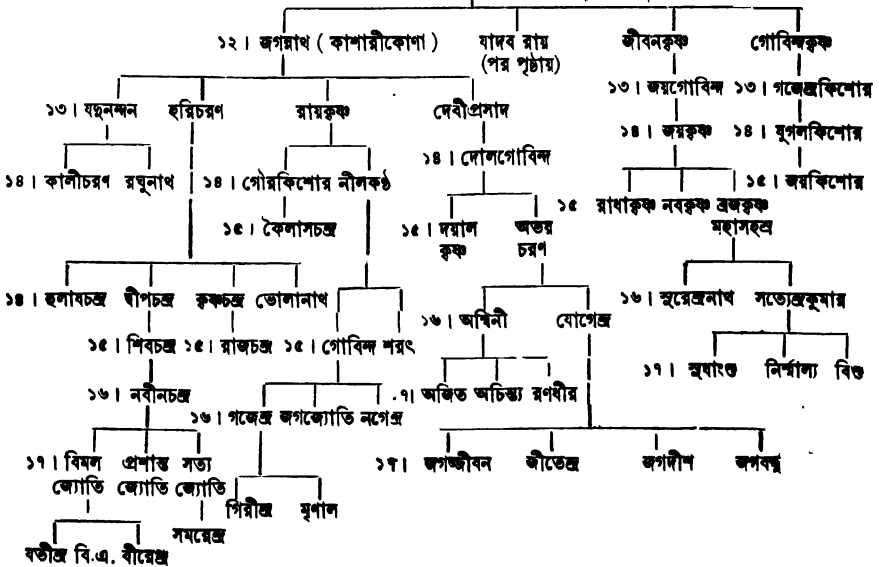 ১২। জগন্নাথ ( কাশারীকোণা ) যাদব রায় জীবনকৃষ্ণ গোবিন্দকৃষ্ণ
(পর পৃষ্ঠায়)
১৩। জয়গোবিন্দ ১৩। গজেন্দ্রকিশোর
১৩। যদুনন্দন হরিচরণ রায়কৃষ্ণ দেবীপ্রসাদ
১৪। জয়কৃষ্ণ ১৪। যুগলকিশোর
১৪। দোলগোবিন্দ
১৪। কালীচরণ রঘুনাথ ১৪। গৌরকিশোর নীলকণ্ঠ ১৫। জয়কিশোর
১৫ রাধাকৃষ্ণ নবকৃষ্ণ ব্রজকৃষ্ণ
১৫। কৈলাসচন্দ্র ১৫। দয়াল অভয় মহাসহস্র
কৃষ্ণ চরণ
১৪। হুলাষচন্দ্র দ্বীপচন্দ্র কৃষ্ণচন্দ্র ভোলানাথ ১৬। সুরেন্দ্রনাথ সত্যেন্দ্রকুমার
১৬। অশ্বিনী যোগেন্দ্র
১৫। শিবচন্দ্র ১৫। রাজচন্দ্র ১৫। গোবিন্দ শরৎ
১৭। সুধাংশু নির্ম্মাল্য বিশু
১৬। নবীনচন্দ্র ৭। অজিত অচিন্ত্য রণধীর
১৬। গজেন্দ্র জগজ্যোতি নগেন্দ্র
১৭। বিমল প্রশান্ত সত্য ১৭। জগজ্জীবন জীতেন্দ্র জগদীশ জগবন্ধু
জ্যোতি জ্যোতি জ্যোতি
গিরীন্দ্র মৃণাল
সমরেন্দ্র
যতীন্দ্র বি.এ. বীরেন্দ্র